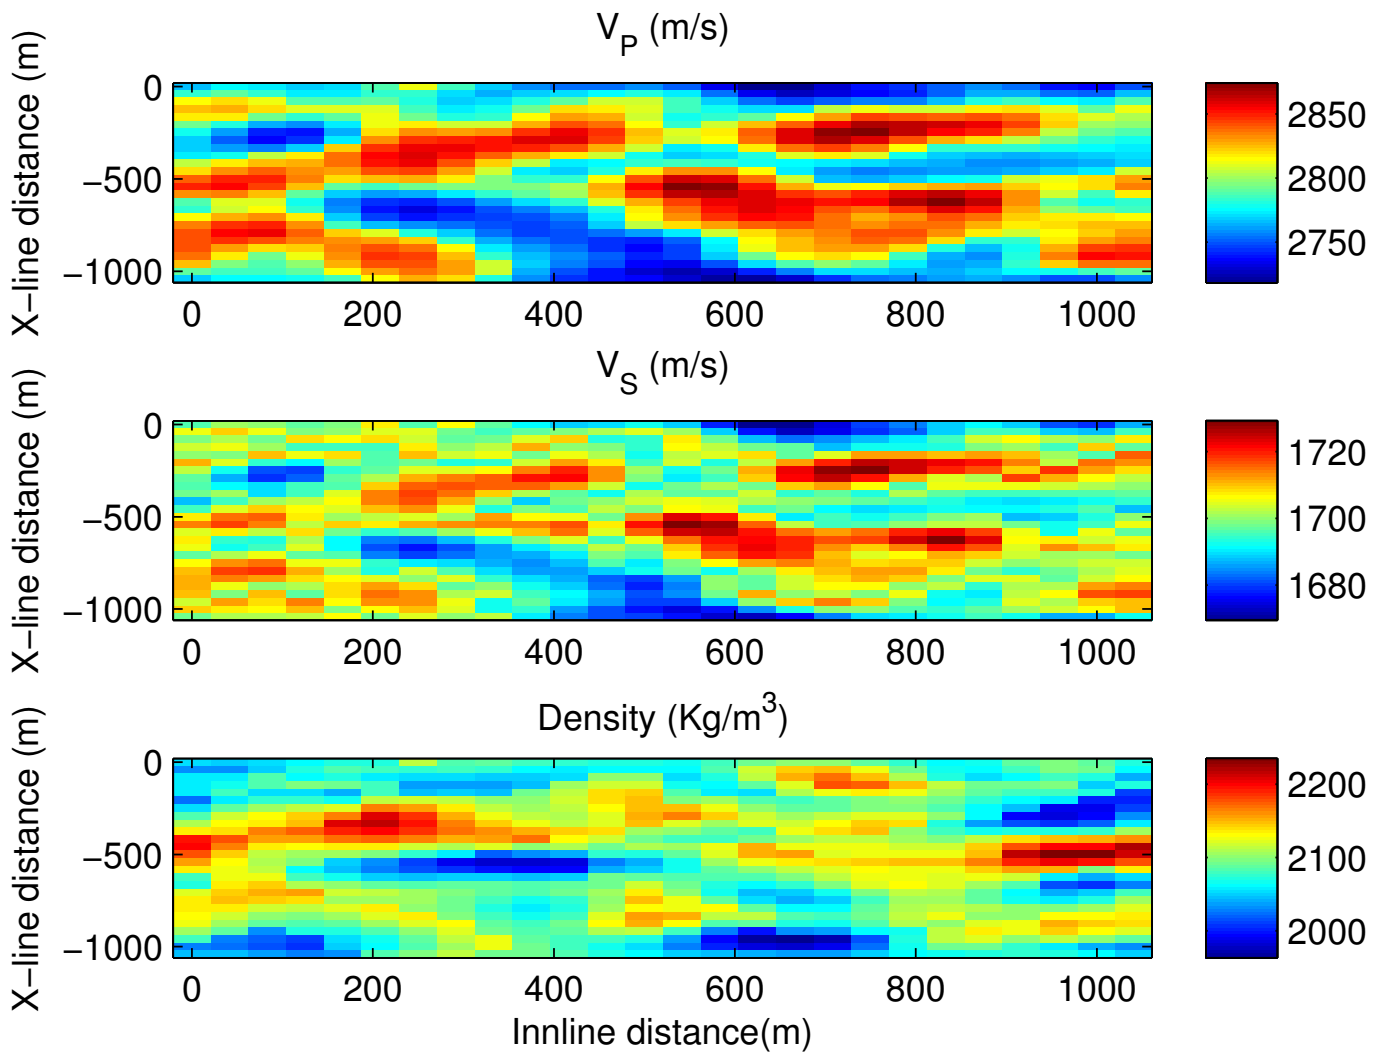 V_P (m/s)
X−line distance (m)
0
−500
−1000
0 200 400 600 800 1000
2850
2800
2750
V_S (m/s)
X−line distance (m)
0
−500
−1000
0 200 400 600 800 1000
1720
1700
1680
Density (Kg/m^3)
X−line distance (m)
0
−500
−1000
0 200 400 600 800 1000
2200
2100
2000
Innline distance(m)